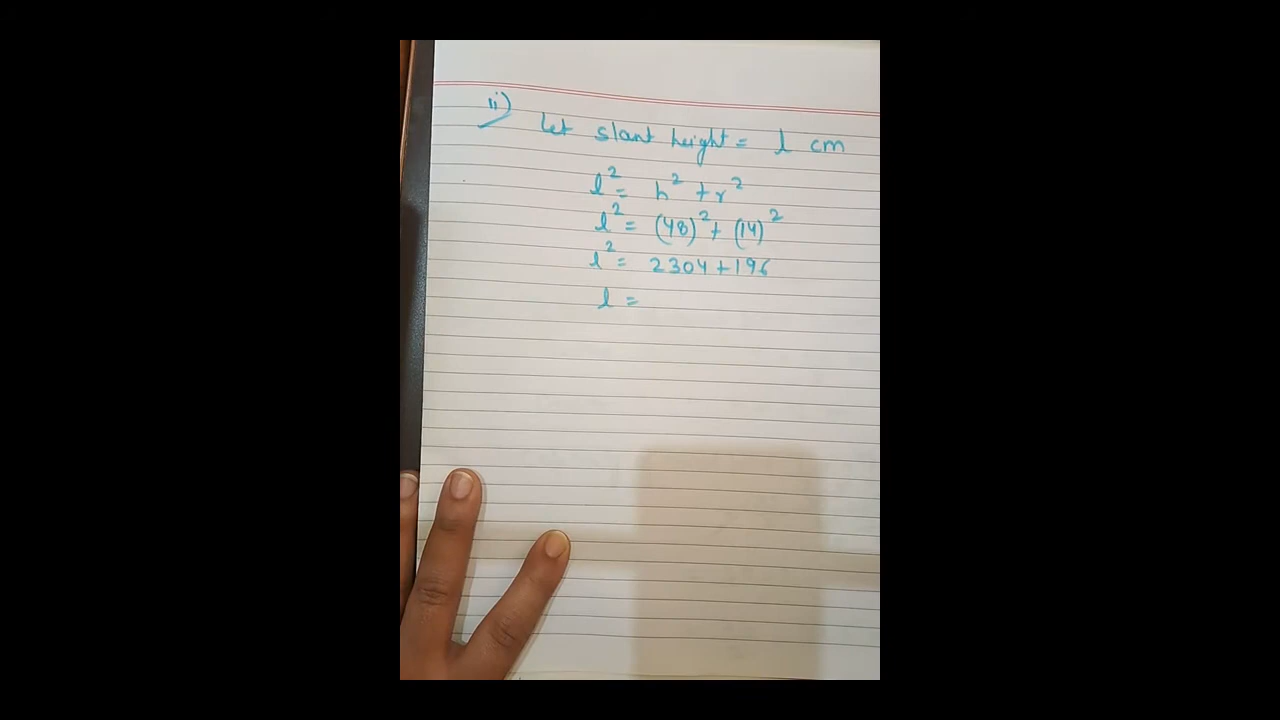 ii)
Let slant height = l cm
l² = h² + r²
l² = (48)² + (14)²
l² = 2304 + 196
l =